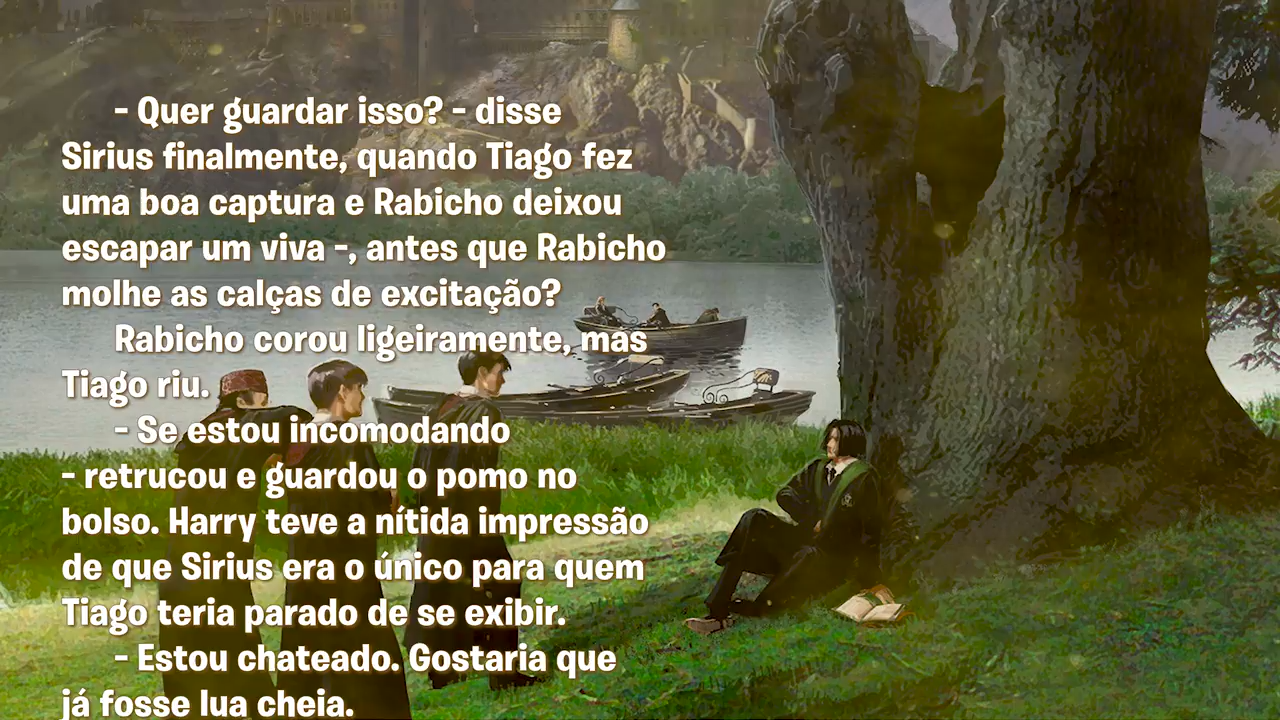 - Quer guardar isso? - disse
Sirius finalmente, quando Tiago fez
uma boa captura e Rabicho deixou
escapar um viva -, antes que Rabicho
molhe as calças de excitação?
Rabicho corou ligeiramente, mas
Tiago riu.
- Se estou incomodando
- retrucou e guardou o pomo no
bolso. Harry teve a nítida impressão
de que Sirius era o único para quem
Tiago teria parado de se exibir.
- Estou chateado. Gostaria que
já fosse lua cheia.